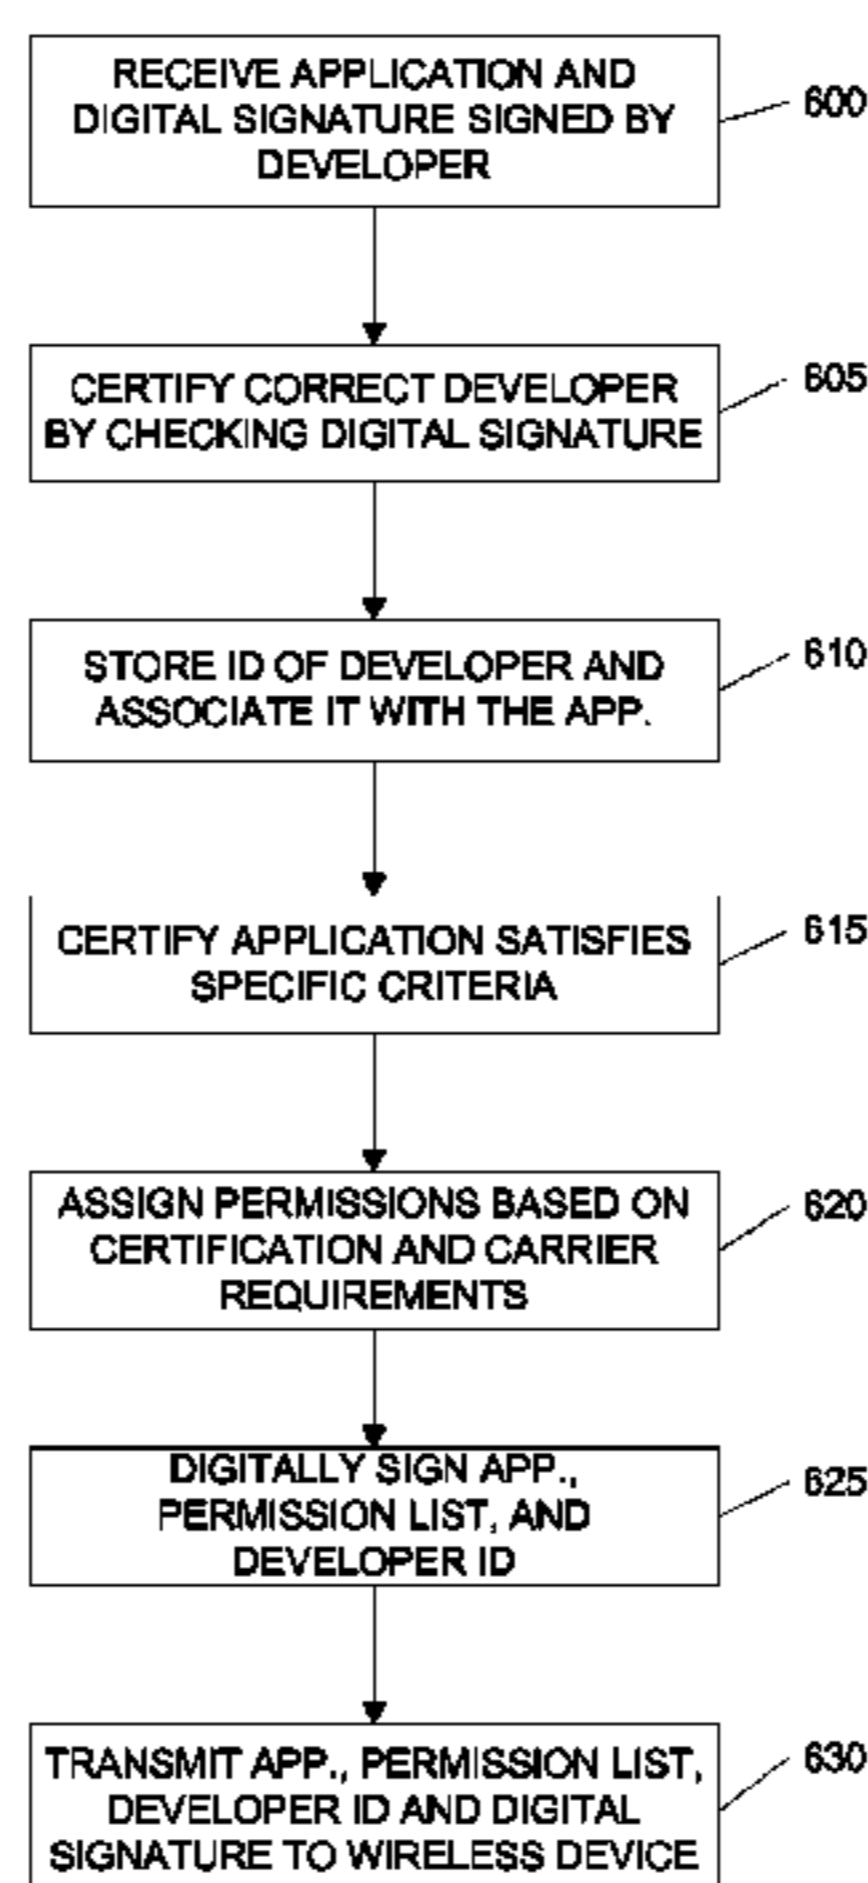 RECEIVE APPLICATION AND
DIGITAL SIGNATURE SIGNED BY
DEVELOPER
600
CERTIFY CORRECT DEVELOPER
BY CHECKING DIGITAL SIGNATURE
605
STORE ID OF DEVELOPER AND
ASSOCIATE IT WITH THE APP.
610
CERTIFY APPLICATION SATISFIES
SPECIFIC CRITERIA
615
ASSIGN PERMISSIONS BASED ON
CERTIFICATION AND CARRIER
REQUIREMENTS
620
DIGITALLY SIGN APP.,
PERMISSION LIST, AND
DEVELOPER ID
625
TRANSMIT APP., PERMISSION LIST,
DEVELOPER ID AND DIGITAL
SIGNATURE TO WIRELESS DEVICE
630